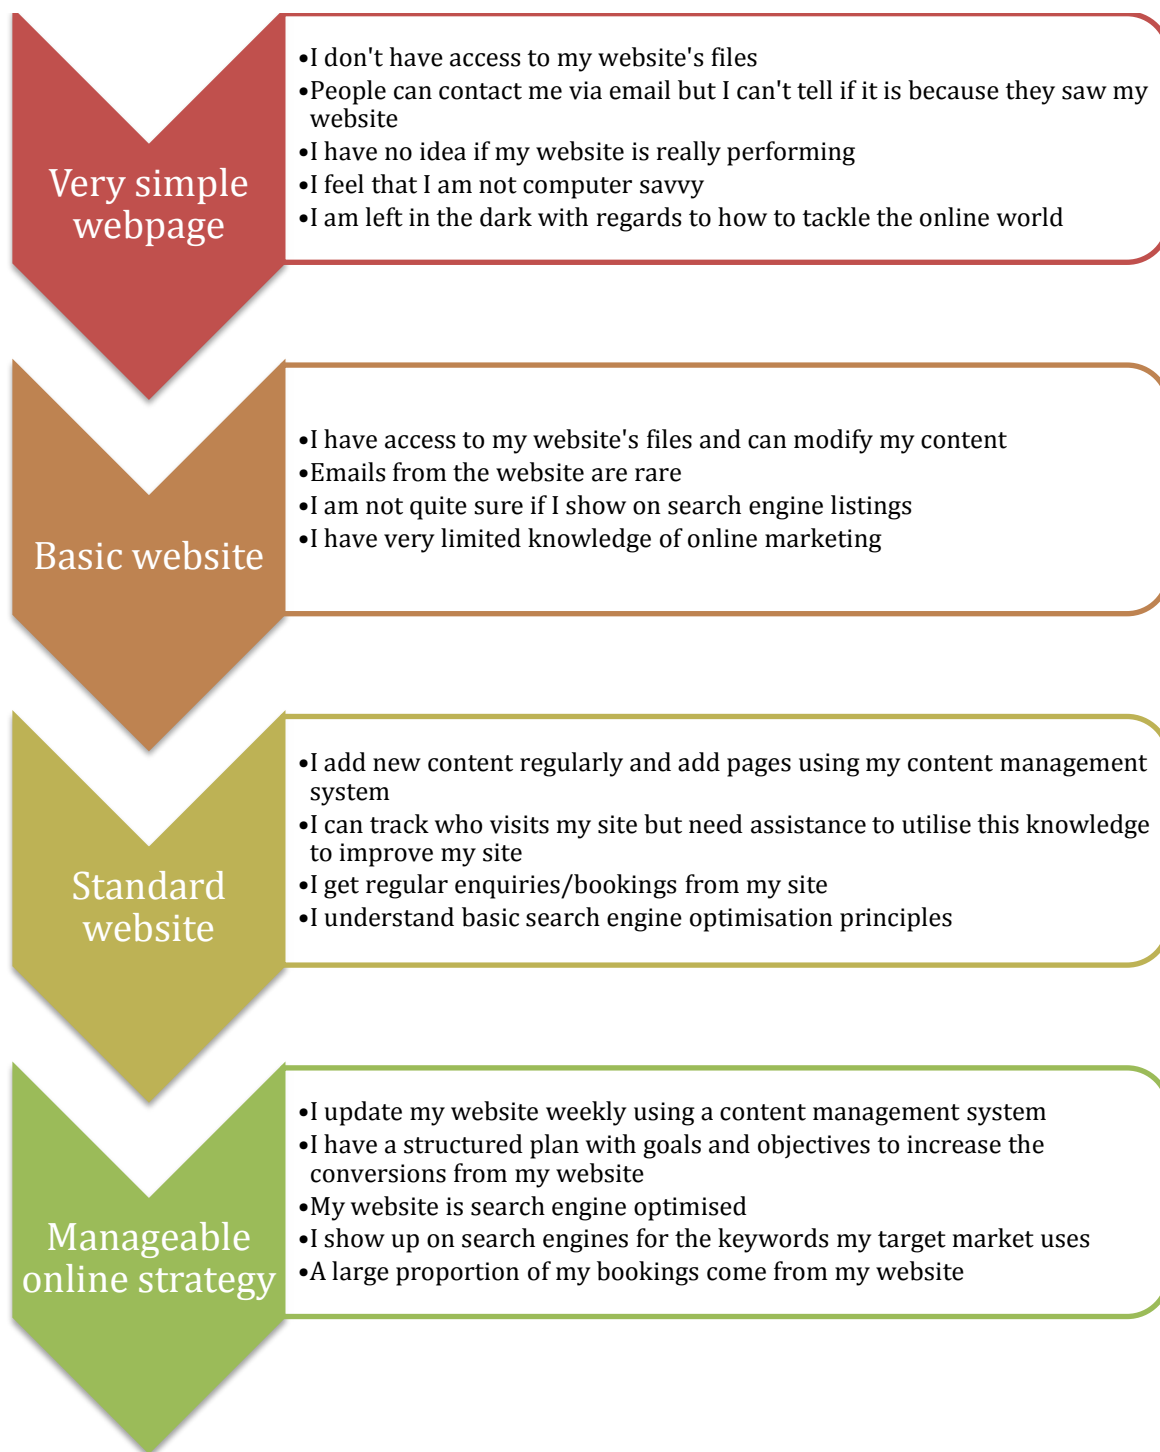 Very simple
webpage
•I don't have access to my website's files
•People can contact me via email but I can't tell if it is because they saw my
website
•I have no idea if my website is really performing
•I feel that I am not computer savvy
•I am left in the dark with regards to how to tackle the online world
Basic website
•I have access to my website's files and can modify my content
•Emails from the website are rare
•I am not quite sure if I show on search engine listings
•I have very limited knowledge of online marketing
Standard
website
•I add new content regularly and add pages using my content management
system
•I can track who visits my site but need assistance to utilise this knowledge
to improve my site
•I get regular enquiries/bookings from my site
•I understand basic search engine optimisation principles
Manageable
online strategy
•I update my website weekly using a content management system
•I have a structured plan with goals and objectives to increase the
conversions from my website
•My website is search engine optimised
•I show up on search engines for the keywords my target market uses
•A large proportion of my bookings come from my website